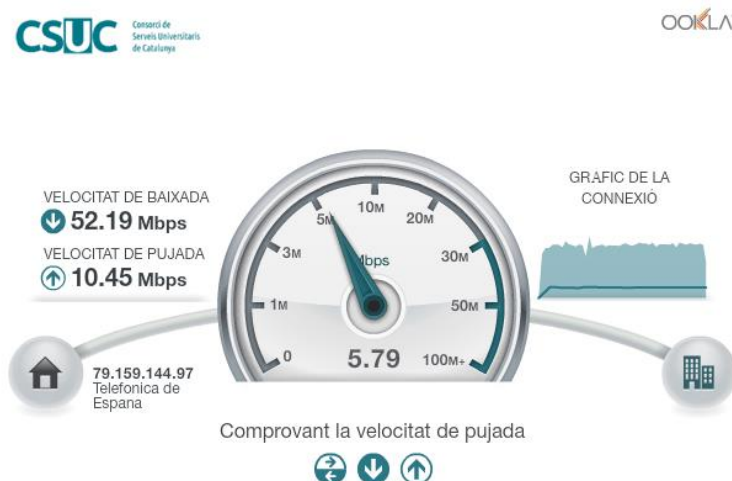 CSUC
Consorci de
Serveis Universitaris
de Catalunya
OOKLA
VELOCITAT DE BAIXADA
52.19 Mbps
VELOCITAT DE PUJADA
10.45 Mbps
GRÀFIC DE LA
CONNEXIÓ
0
1M
3M
5M
10M
20M
30M
50M
100M+
Mbps
5.79
79.159.144.97
Telefonica de
Espana
Comprovant la velocitat de pujada